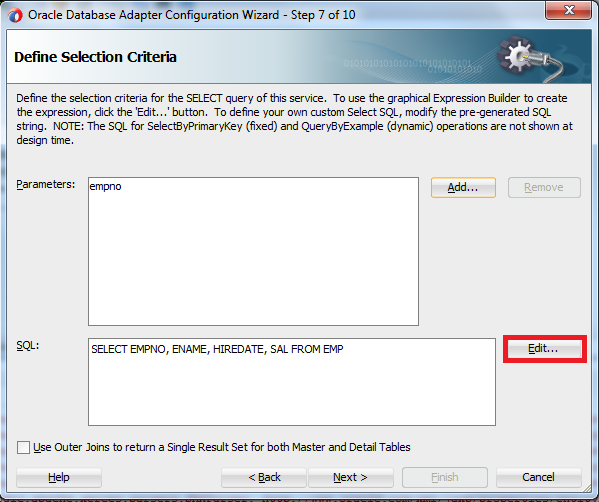 Oracle Database Adapter Configuration Wizard - Step 7 of 10
Define Selection Criteria
Define the selection criteria for the SELECT query of this service.  To use the graphical Expression Builder to create
the expression, click the 'Edit...' button.  To define your own custom Select SQL, modify the pre-generated SQL
string.  NOTE: The SQL for SelectByPrimaryKey (fixed) and QueryByExample (dynamic) operations are not shown at
design time.
Parameters: empno Add... Remove
SQL: SELECT EMPNO, ENAME, HIREDATE, SAL FROM EMP Edit...
Use Outer Joins to return a Single Result Set for both Master and Detail Tables
Help < Back Next > Finish Cancel